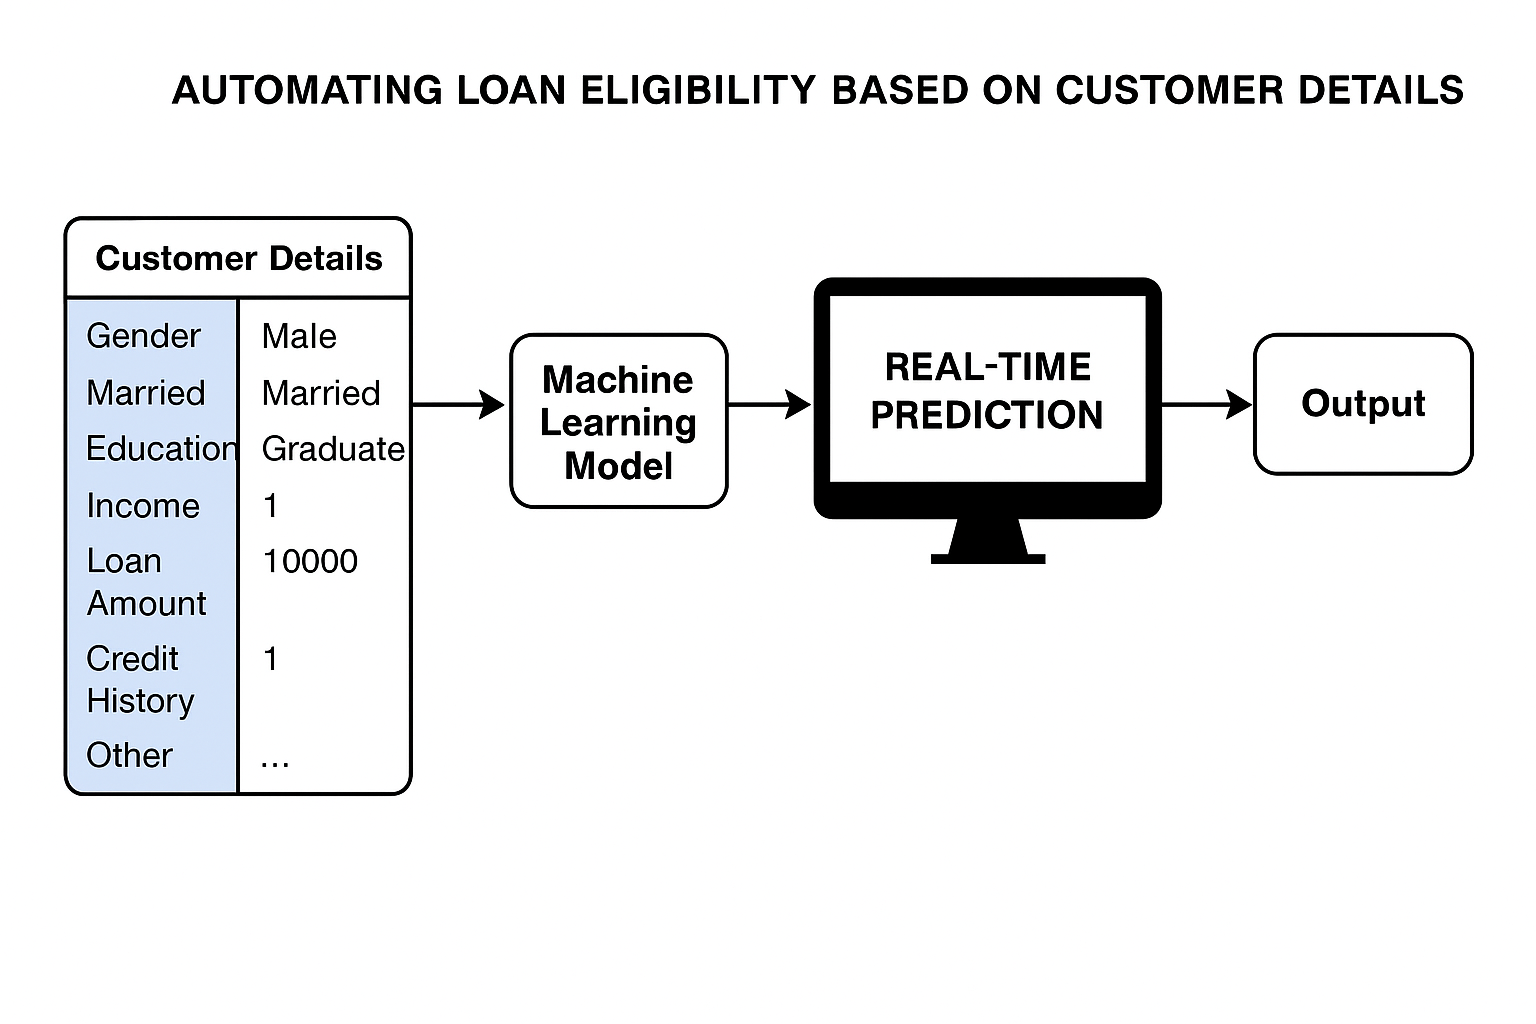 AUTOMATING LOAN ELIGIBILITY BASED ON CUSTOMER DETAILS
Customer Details
Gender Male
Married Married
Education Graduate
Income 1
Loan 10000
Amount
Credit 1
History
Other ...
Machine
Learning
Model
REAL-TIME
PREDICTION
Output